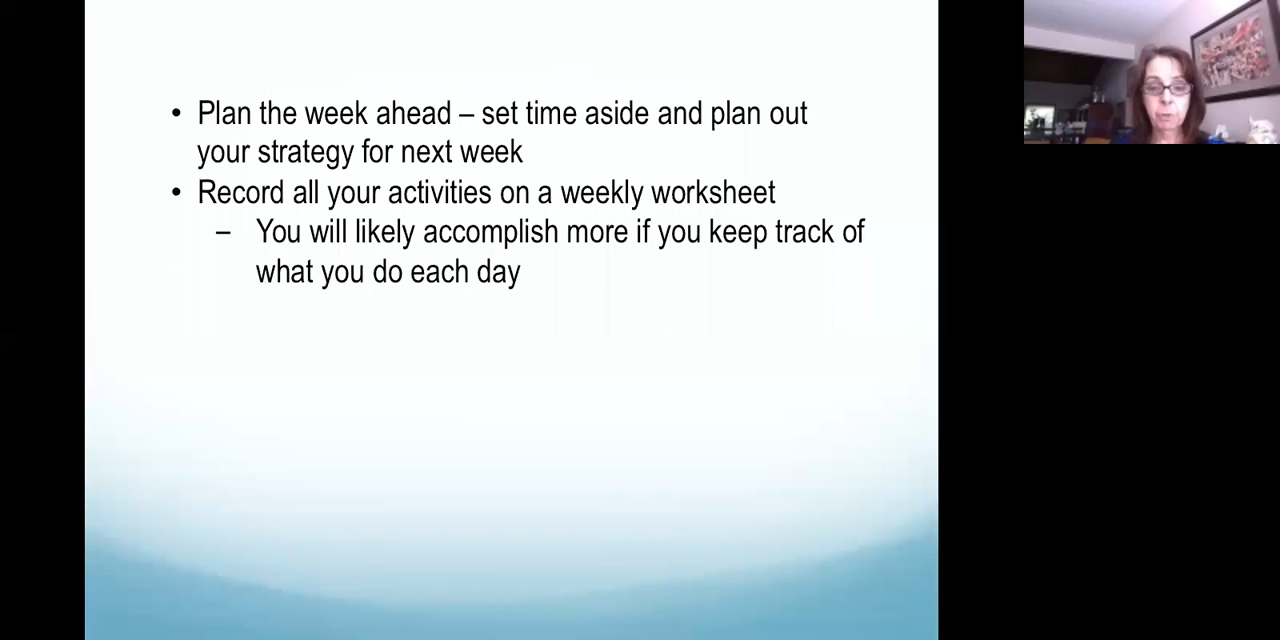 • Plan the week ahead – set time aside and plan out
your strategy for next week
• Record all your activities on a weekly worksheet
– You will likely accomplish more if you keep track of
what you do each day